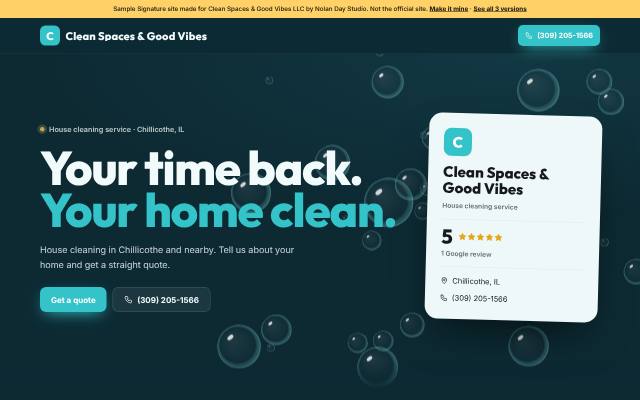 Sample Signature site made for Clean Spaces & Good Vibes LLC by Nolan Day Studio. Not the official site. Make it mine · See all 3 versions
C Clean Spaces & Good Vibes
(309) 205-1566
House cleaning service · Chillicothe, IL
Your time back.
Your home clean.
House cleaning in Chillicothe and nearby. Tell us about your
home and get a straight quote.
Get a quote
(309) 205-1566
C
Clean Spaces &
Good Vibes
House cleaning service
5 ★★★★★
1 Google review
Chillicothe, IL
(309) 205-1566